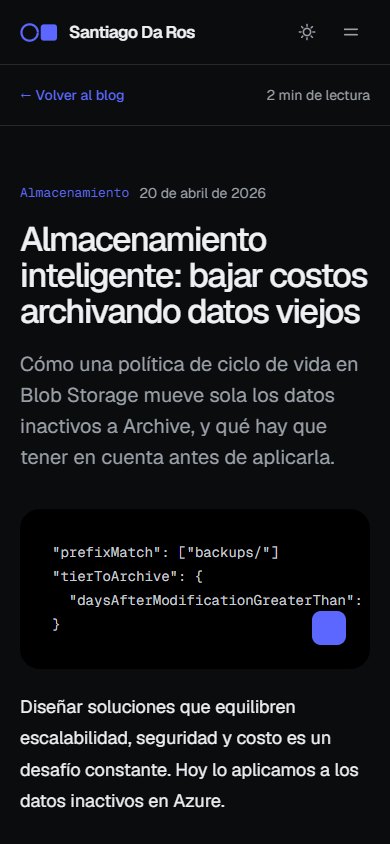 Santiago Da Ros
← Volver al blog
2 min de lectura
Almacenamiento 20 de abril de 2026
Almacenamiento
inteligente: bajar costos
archivando datos viejos
Cómo una política de ciclo de vida en
Blob Storage mueve sola los datos
inactivos a Archive, y qué hay que
tener en cuenta antes de aplicarla.
"prefixMatch": ["backups/"]
"tierToArchive": {
"daysAfterModificationGreaterThan":
}
Diseñar soluciones que equilibren
escalabilidad, seguridad y costo es un
desafío constante. Hoy lo aplicamos a los
datos inactivos en Azure.